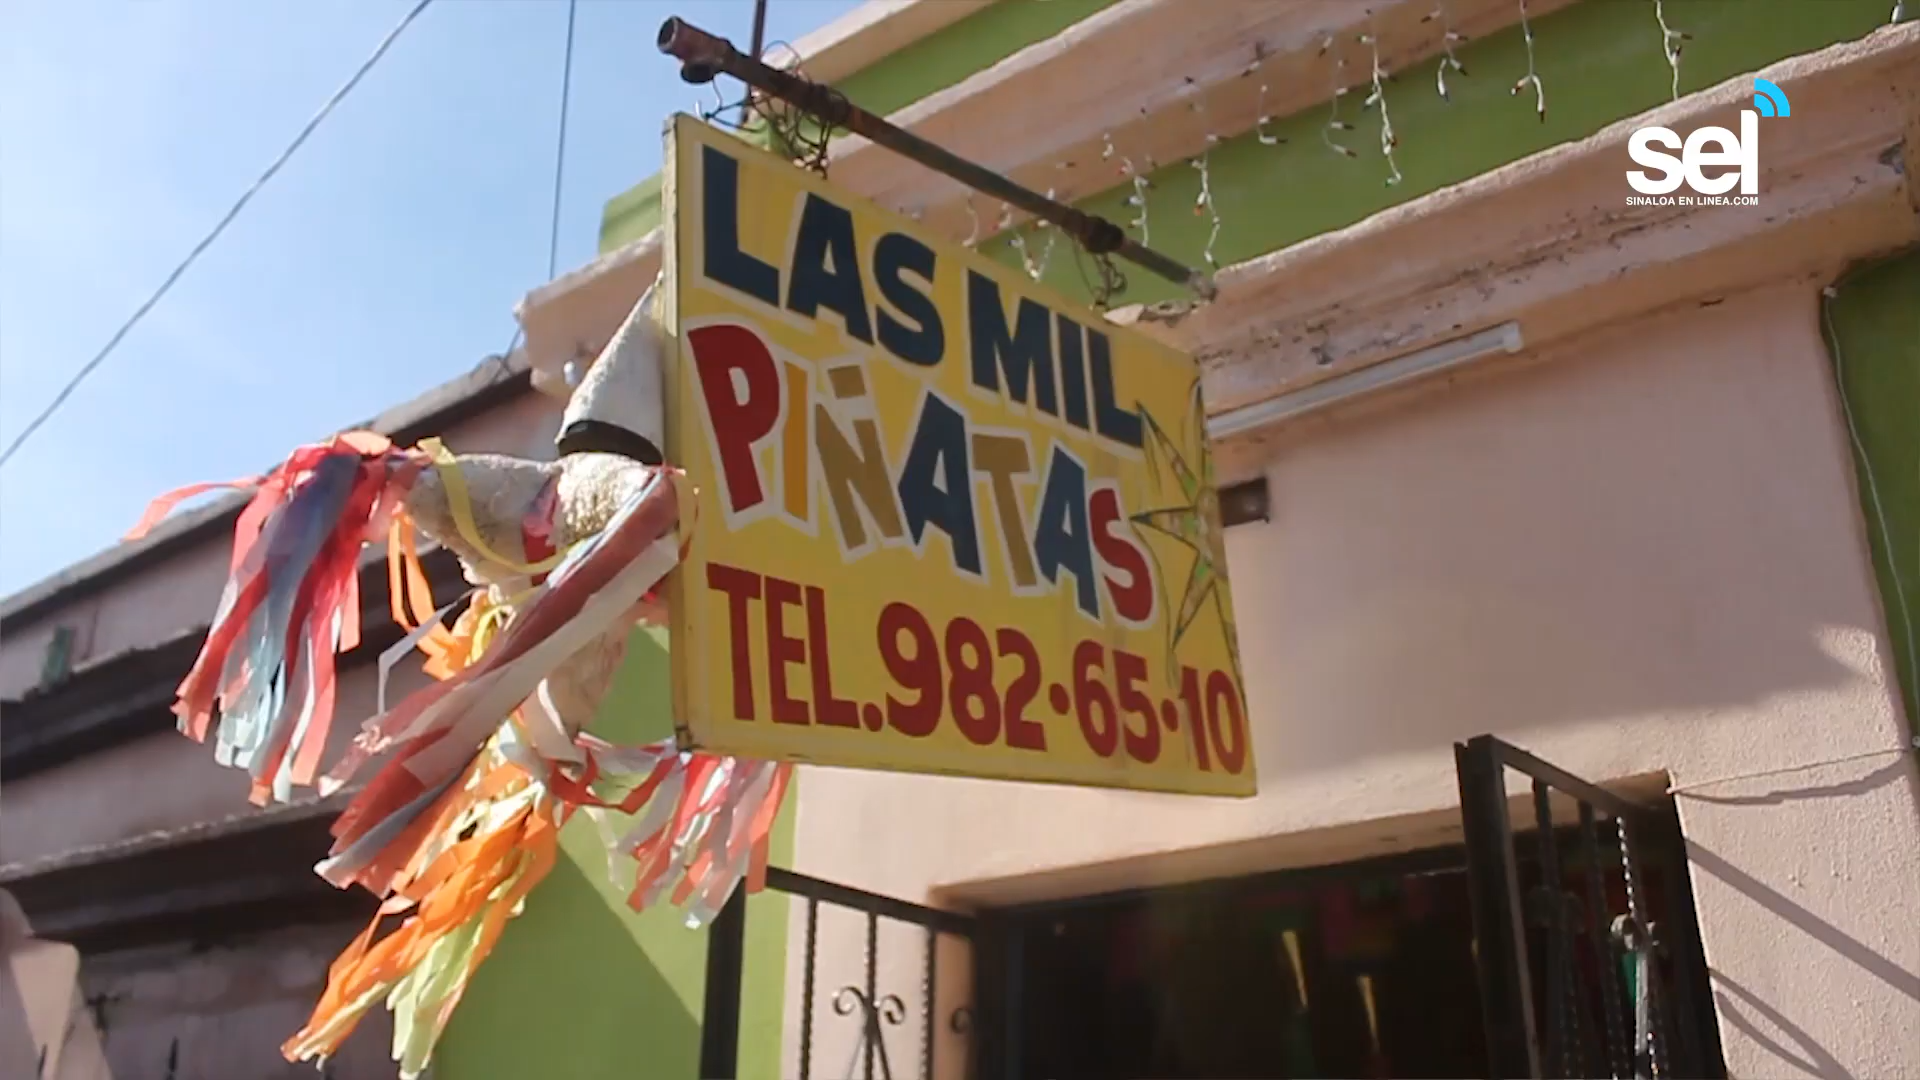 LAS MIL
PIÑATAS
TEL.982·65·10
sel
SINALOA EN LINEA.COM